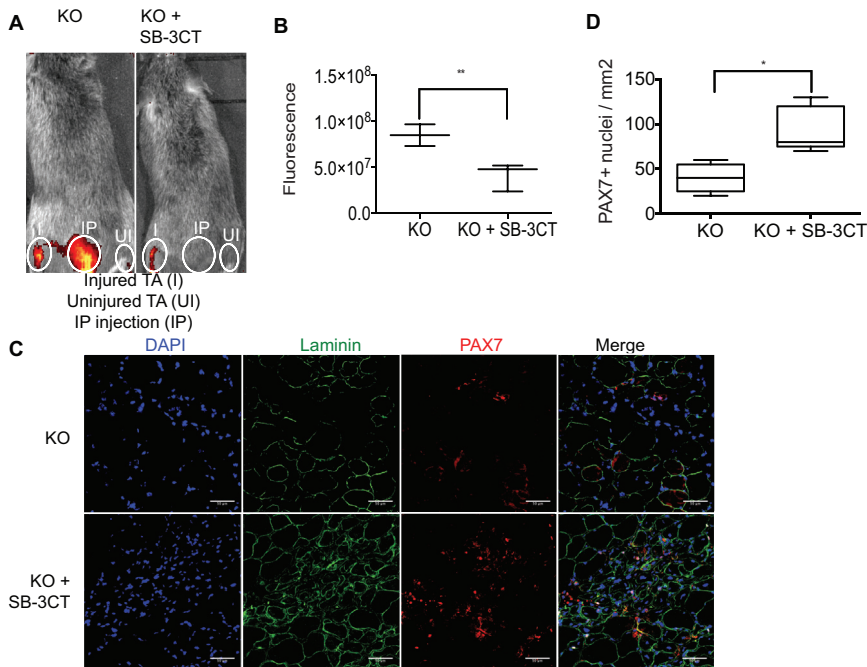 A
KO
KO +
SB-3CT
I
IP
UI
I
IP
UI
Injured TA (I)
Uninjured TA (UI)
IP injection (IP)
B
**
1.5×10⁸
1.0×10⁸
5.0×10⁷
0.0
Fluorescence
KO
KO + SB-3CT
D
*
150
100
50
0
PAX7+ nuclei / mm2
KO
KO + SB-3CT
C
DAPI
Laminin
PAX7
Merge
KO
KO +
SB-3CT